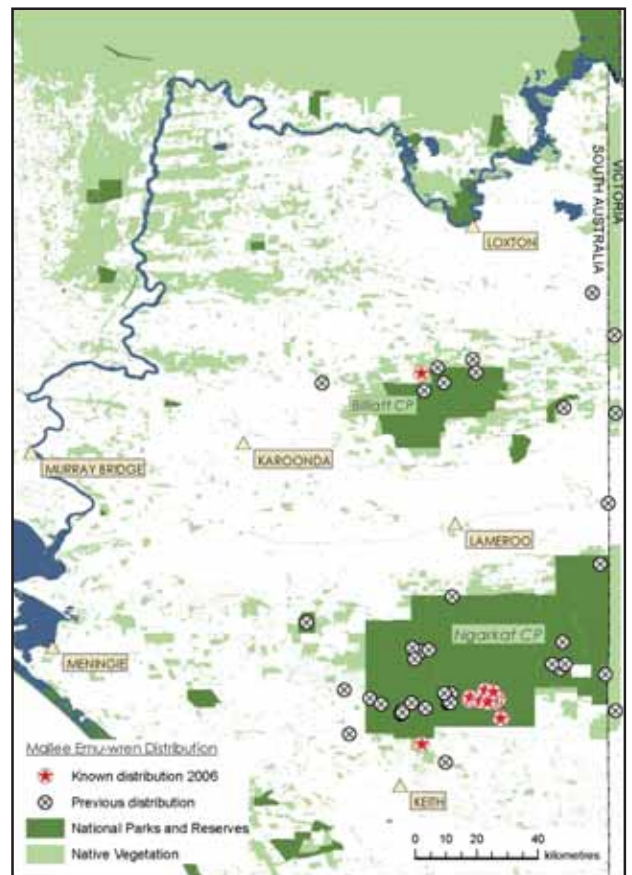 VICTORIA
SOUTH AUSTRALIA
LOXTON
Billiatt CP
KAROONDA
MURRAY BRIDGE
LAMEROO
Ngarkat CP
MENINGIE
Mallee Emu-wren Distribution
Known distribution 2006
Previous distribution
National Parks and Reserves
Native Vegetation
KEITH
0 10 20 40
kilometres